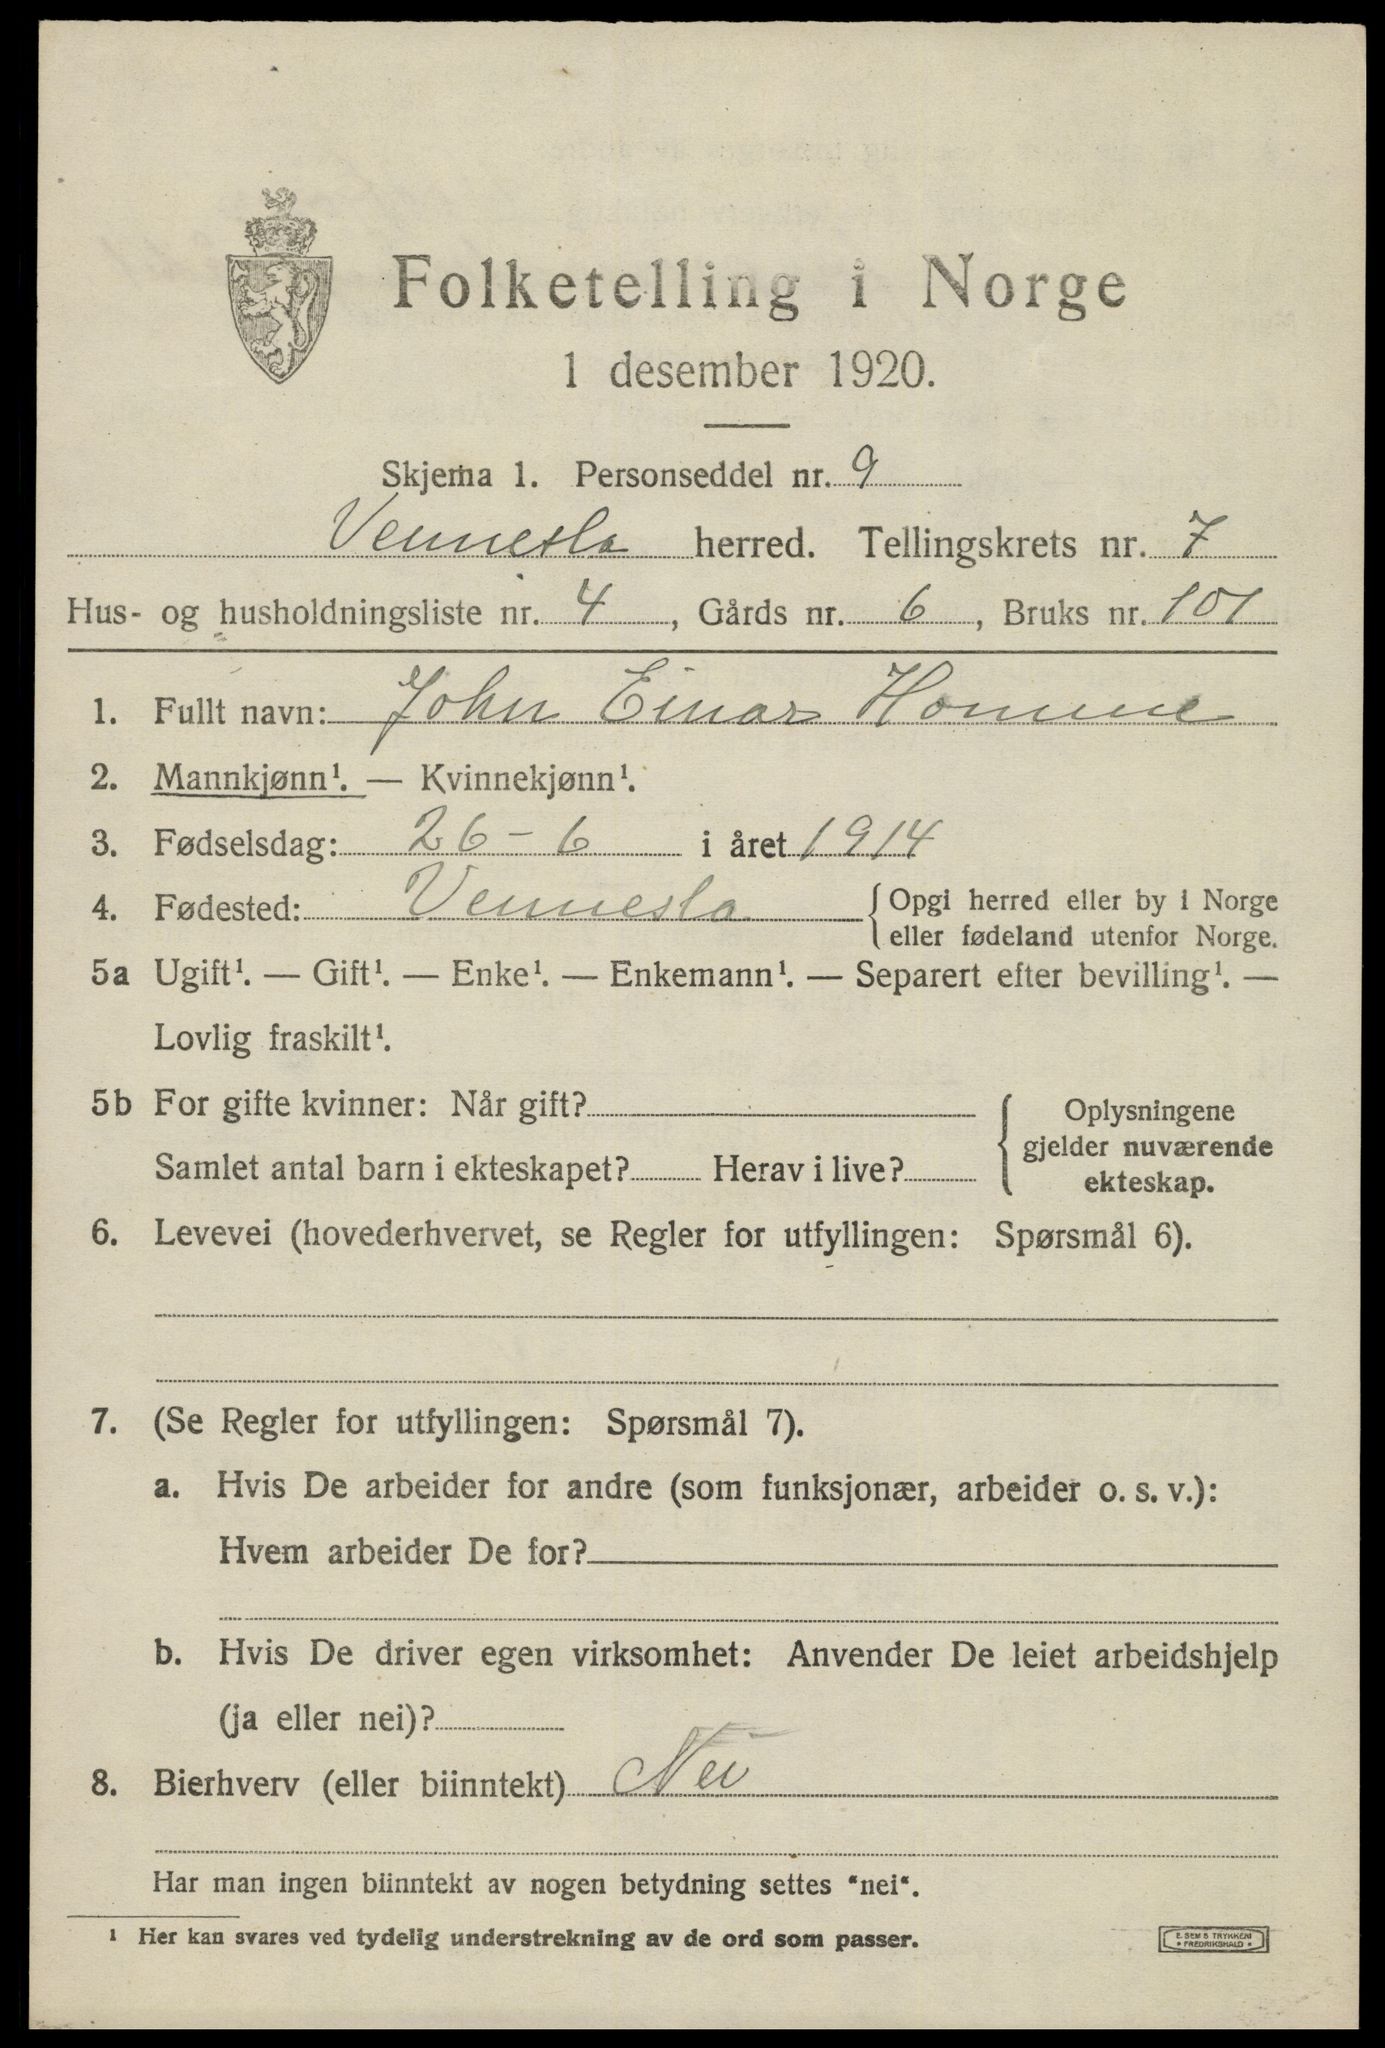 Folketelling i Norge
1 desember 1920.
Skjema 1. Personseddel nr. 9
Vennesla herred. Tellingskrets nr. 7
Hus- og husholdningsliste nr. 4, Gårds nr. 6, Bruks nr. 101
1. Fullt navn: John Einar Homme
2. Mannkjønn¹. — Kvinnekjønn¹.
3. Fødselsdag: 26-6 i året 1914
4. Fødested: Vennesla { Opgi herred eller by i Norge
eller fødeland utenfor Norge.
5a Ugift¹. — Gift¹. — Enke¹. — Enkemann¹. — Separert efter bevilling¹. —
Lovlig fraskilt¹.
5b For gifte kvinner: Når gift? { Oplysningene
gjelder nuværende
Samlet antal barn i ekteskapet? Herav i live?
ekteskap.
6. Levevei (hovederhvervet, se Regler for utfyllingen: Spørsmål 6).
7. (Se Regler for utfyllingen: Spørsmål 7).
a. Hvis De arbeider for andre (som funksjonær, arbeider o. s. v.):
Hvem arbeider De for?
b. Hvis De driver egen virksomhet: Anvender De leiet arbeidshjelp
(ja eller nei)?
8. Bierhverv (eller biinntekt) Nei
Har man ingen biinntekt av nogen betydning settes "nei".
¹ Her kan svares ved tydelig understrekning av de ord som passer.
E. SEM S TRYKKERI
• FREDRIKSHALD •